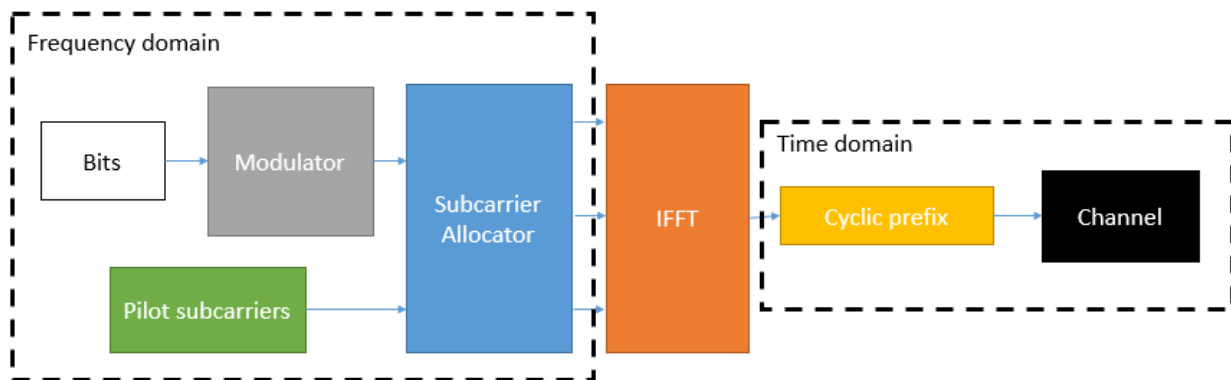 Frequency domain
Bits
Modulator
Subcarrier
Allocator
Pilot subcarriers
IFFT
Time domain
Cyclic prefix
Channel